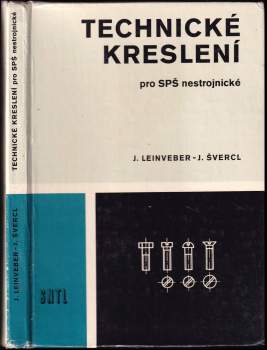 TECHNICKÉ KRESLENÍ pro SPŠ nestrojnické
J. LEINVEBER - J. ŠVERCL
TECHNICKÉ
KRESLENÍ
pro SPŠ nestrojnické
J. LEINVEBER - J. ŠVERCL
SNTL